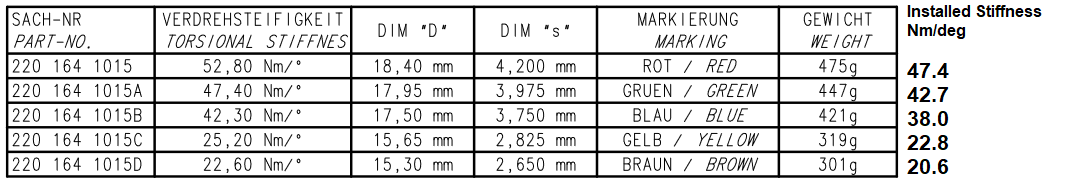 SACH-NR VERDREHSTEIFIGKEIT DIM "D" DIM "s" MARKIERUNG GEWICHT Installed Stiffness
PART-NO. TORSIONAL STIFFNES MARKING WEIGHT Nm/deg
220 164 1015 52,80 Nm/° 18,40 mm 4,200 mm ROT / RED 475g 47.4
220 164 1015A 47,40 Nm/° 17,95 mm 3,975 mm GRUEN / GREEN 447g 42.7
220 164 1015B 42,30 Nm/° 17,50 mm 3,750 mm BLAU / BLUE 421g 38.0
220 164 1015C 25,20 Nm/° 15,65 mm 2,825 mm GELB / YELLOW 319g 22.8
220 164 1015D 22,60 Nm/° 15,30 mm 2,650 mm BRAUN / BROWN 301g 20.6